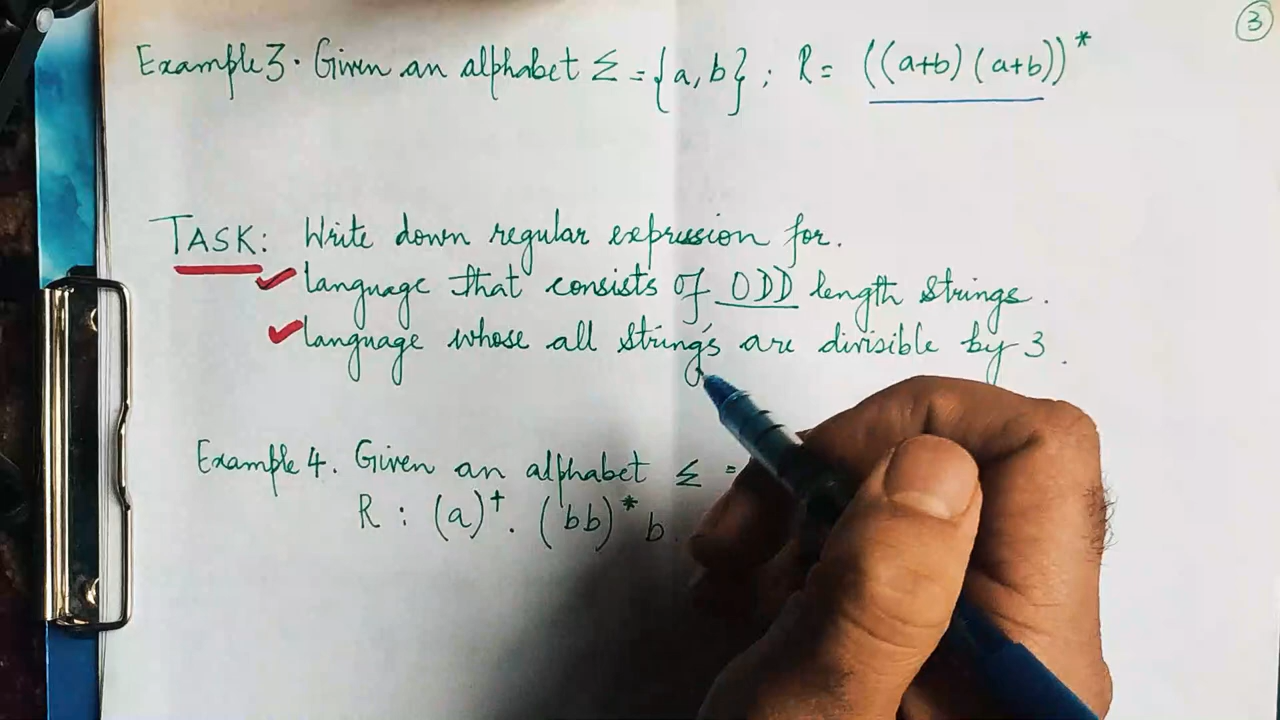 3
Example 3. Given an alphabet Σ = {a, b} ; R = ((a+b) (a+b))*
TASK: Write down regular expression for.
✓ language that consists of ODD length strings.
✓ language whose all strings are divisible by 3.
Example 4. Given an alphabet Σ =
R : (a)⁺. (bb)* b